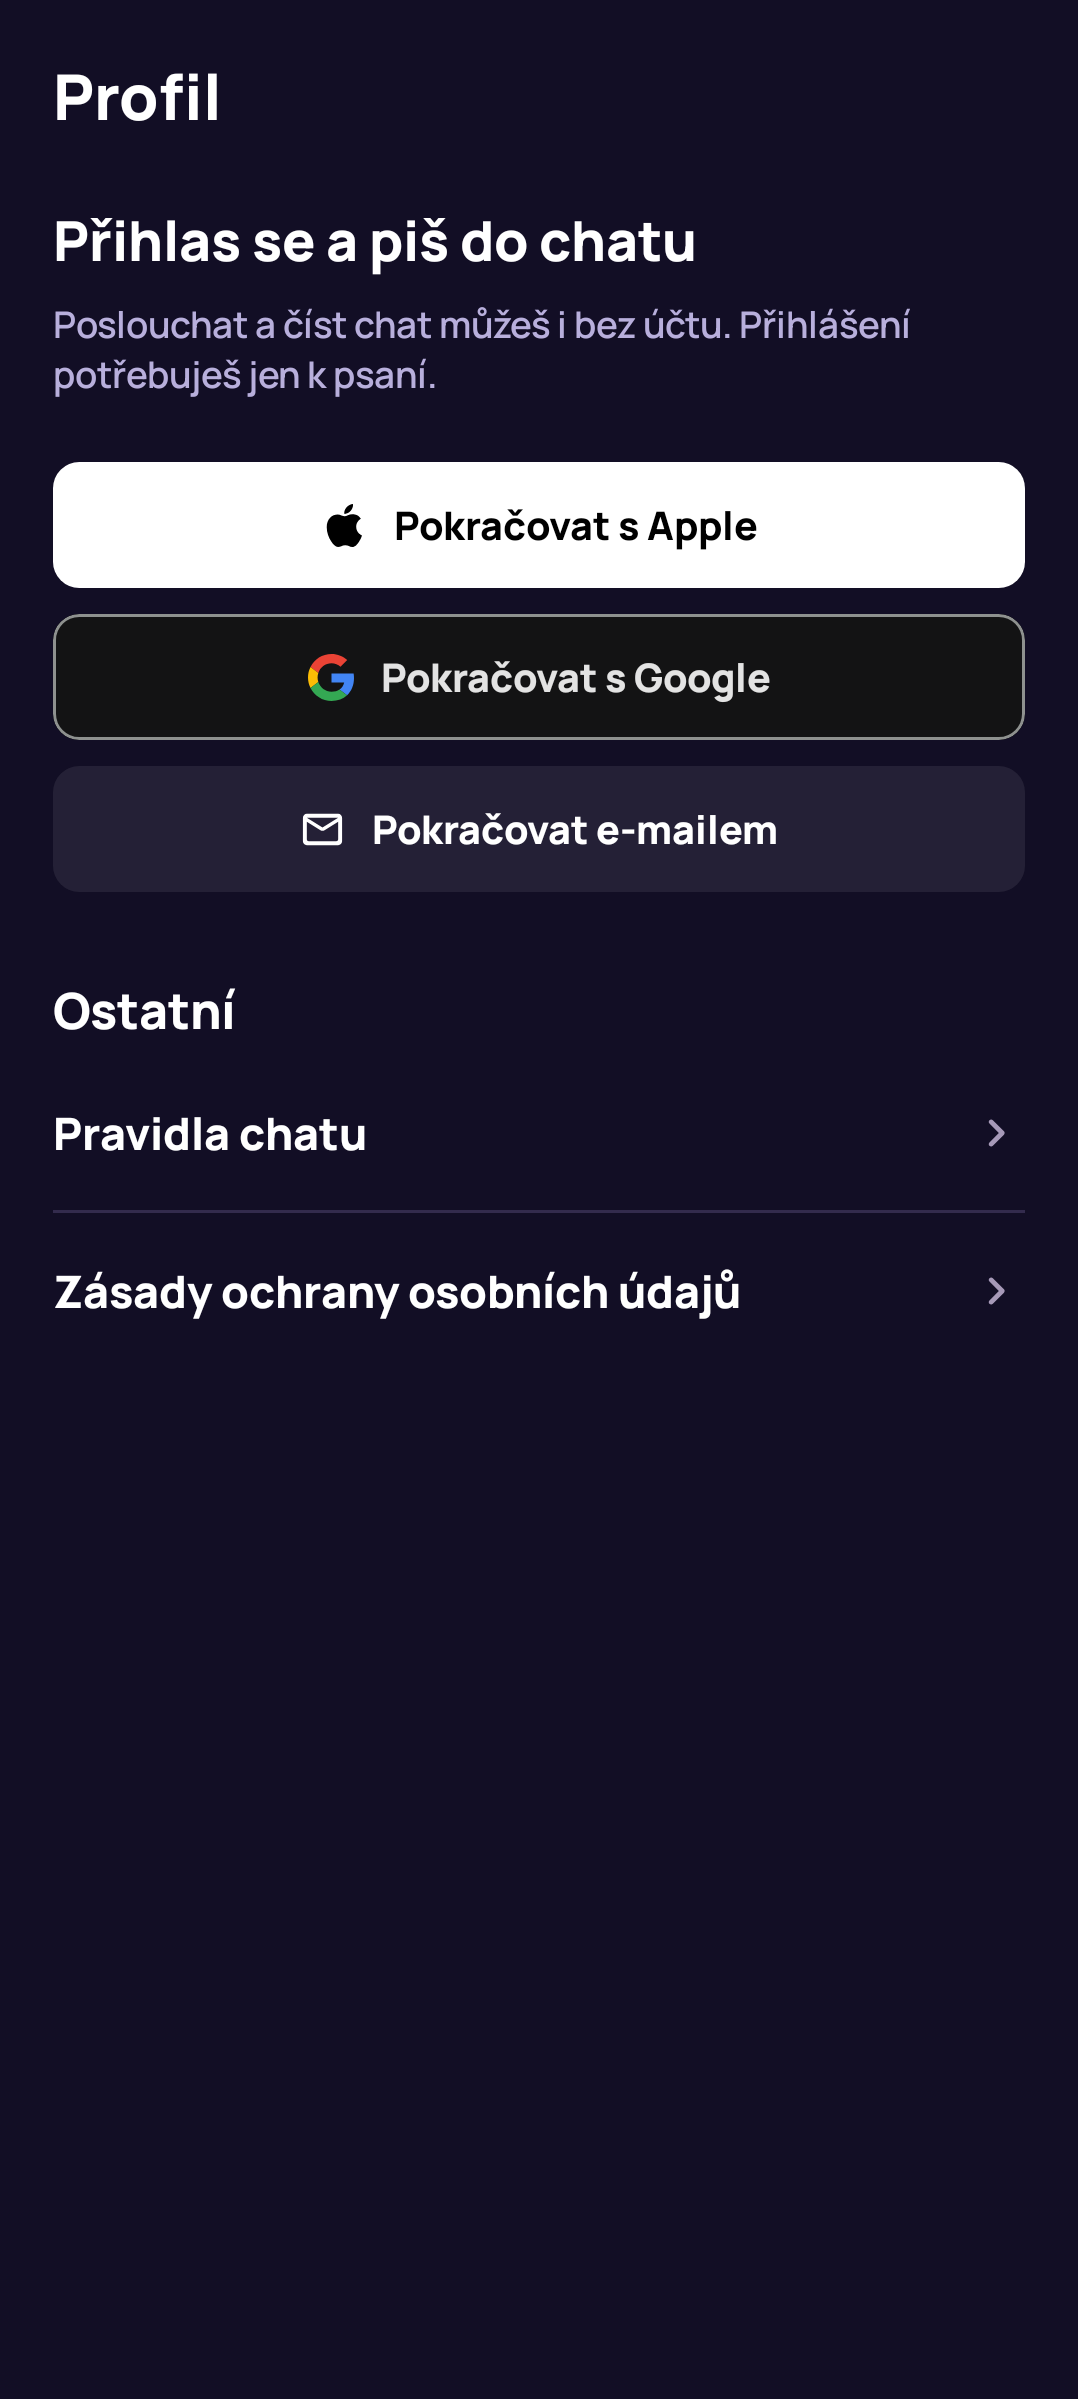 Profil
Přihlas se a piš do chatu
Poslouchat a číst chat můžeš i bez účtu. Přihlášení
potřebuješ jen k psaní.
Pokračovat s Apple
Pokračovat s Google
Pokračovat e-mailem
Ostatní
Pravidla chatu
Zásady ochrany osobních údajů